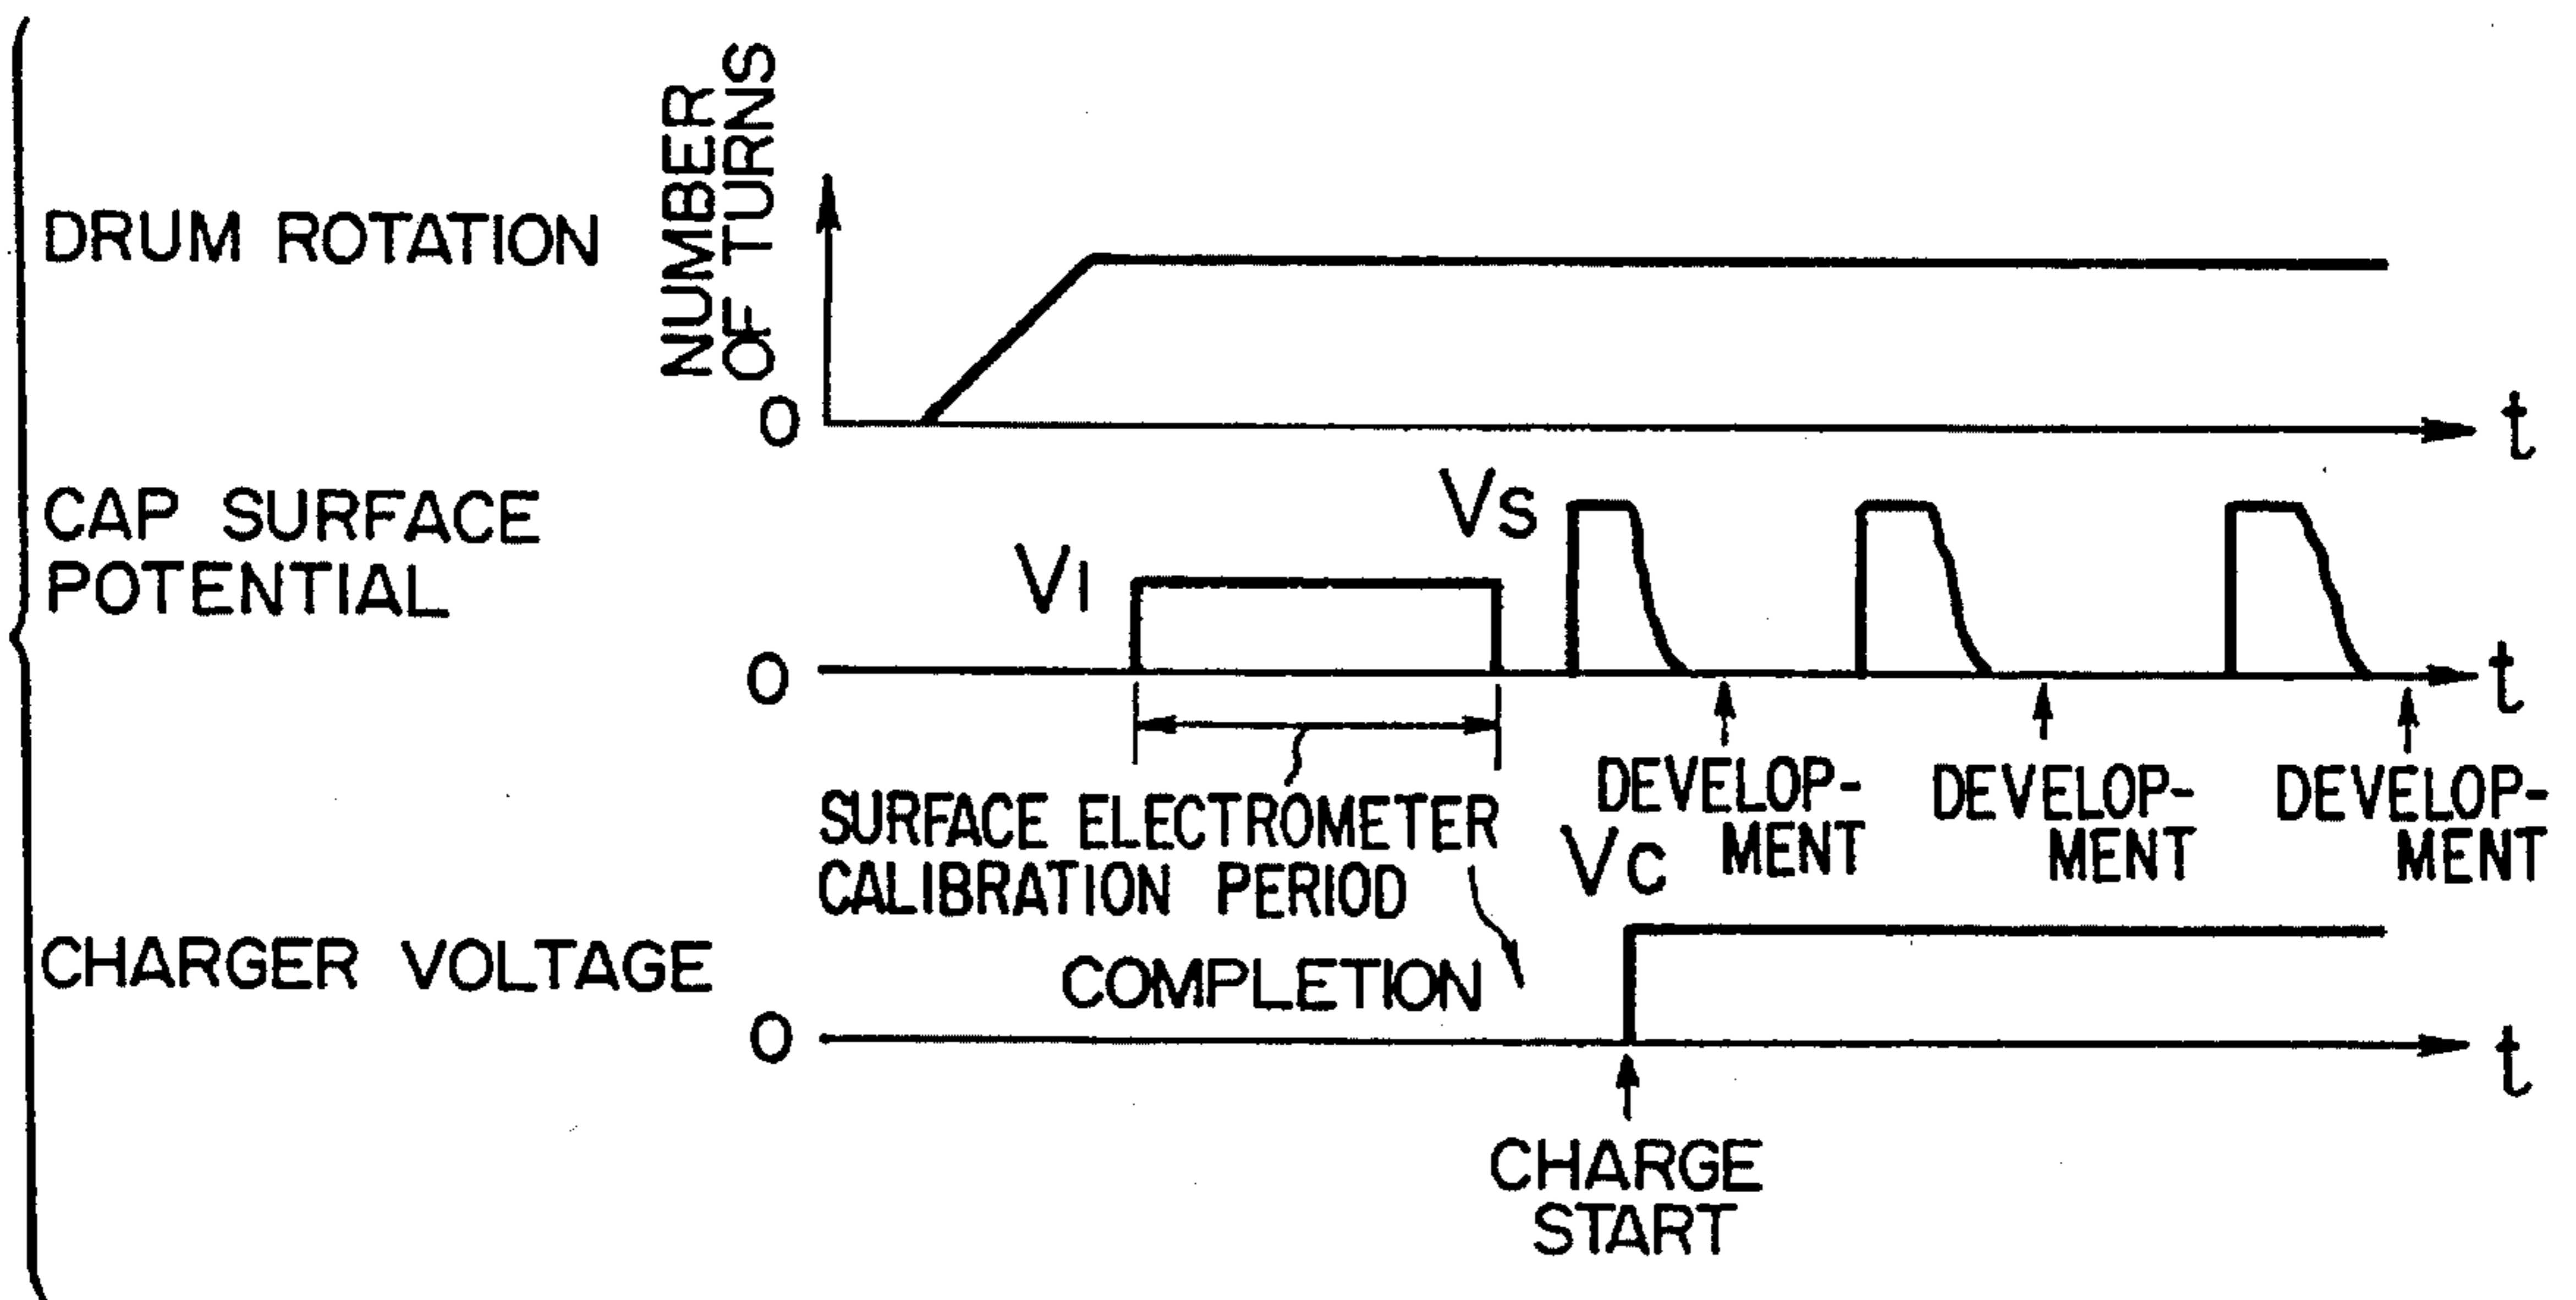 NUMBER
OF TURNS
DRUM ROTATION
0
t
CAP SURFACE
POTENTIAL
VI
VS
0
t
DEVELOP-
MENT
DEVELOP-
MENT
DEVELOP-
MENT
SURFACE ELECTROMETER
CALIBRATION PERIOD
VC
CHARGER VOLTAGE
COMPLETION
0
t
CHARGE
START